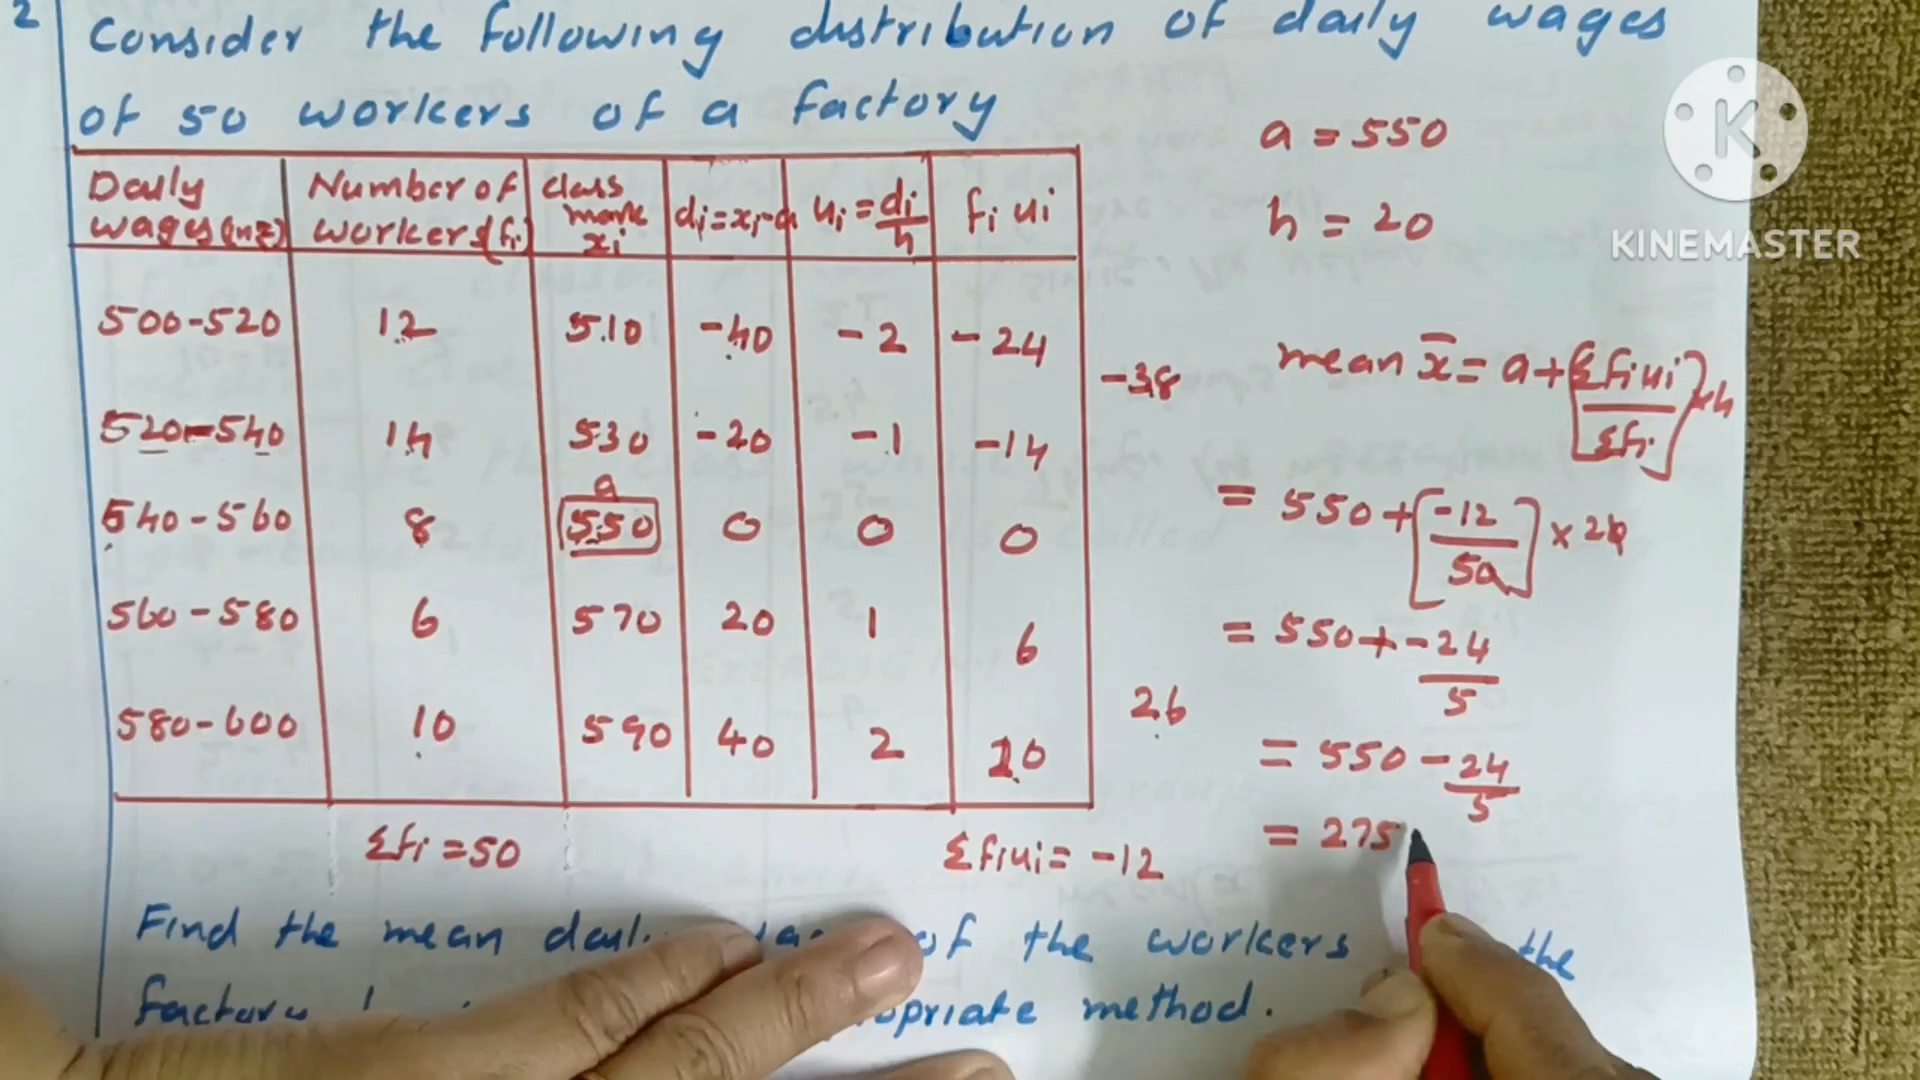 2
Consider the following distribution of daily wages
of 50 workers of a factory
Daily wages (in ₹) | Number of workers (fi) | class mark xi | di = xi - a | ui = di/h | fi ui
500-520 12 510 -40 -2 -24
520-540 14 530 -20 -1 -14
a
540-560 8 550 0 0 0
560-580 6 570 20 1 6
580-600 10 590 40 2 20
Σfi = 50 Σfiui = -12
-38
26
a = 550
h = 20
mean x̄ = a + [Σfiui/Σfi] × h
= 550 + [-12/50] × 20
= 550 + -24/5
= 550 - 24/5
= 275
Find the mean of the workers the
method.
K
KINEMASTER